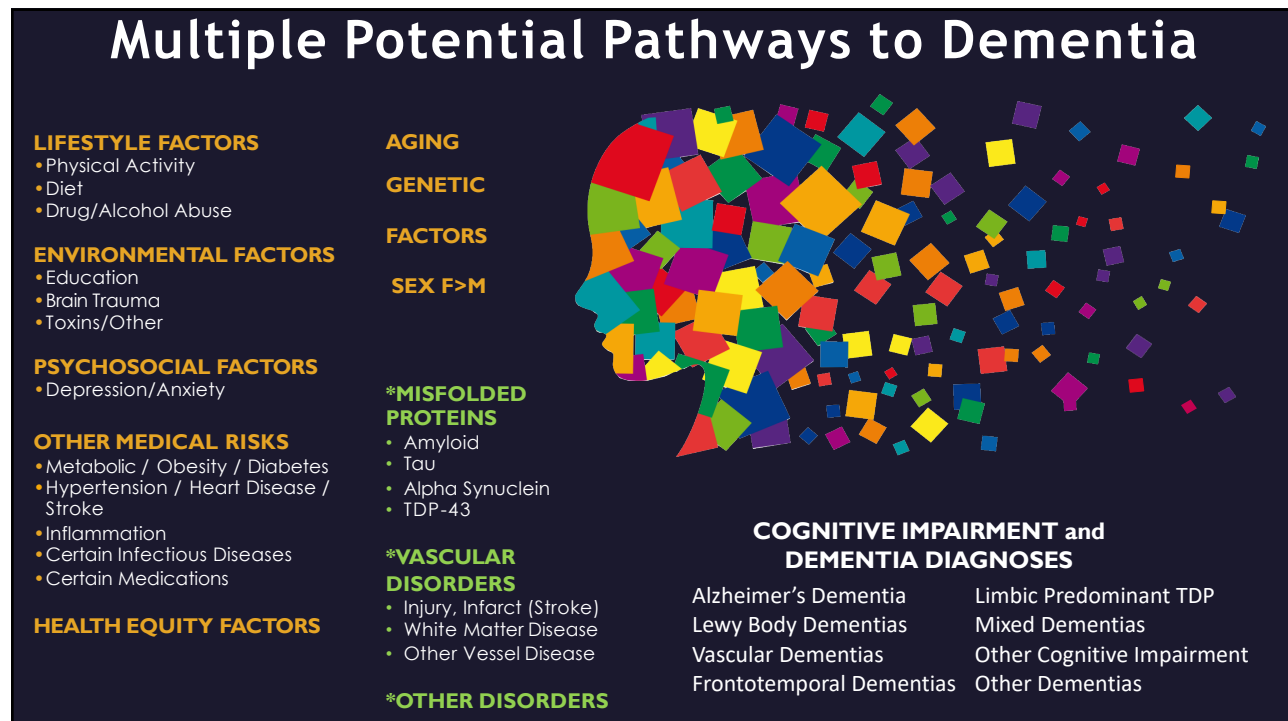 Multiple Potential Pathways to Dementia
LIFESTYLE FACTORS
•Physical Activity
•Diet
•Drug/Alcohol Abuse
ENVIRONMENTAL FACTORS
•Education
•Brain Trauma
•Toxins/Other
PSYCHOSOCIAL FACTORS
•Depression/Anxiety
OTHER MEDICAL RISKS
•Metabolic / Obesity / Diabetes
•Hypertension / Heart Disease /
Stroke
•Inflammation
•Certain Infectious Diseases
•Certain Medications
HEALTH EQUITY FACTORS
AGING
GENETIC
FACTORS
SEX F>M
*MISFOLDED
PROTEINS
• Amyloid
• Tau
• Alpha Synuclein
• TDP-43
*VASCULAR
DISORDERS
• Injury, Infarct (Stroke)
• White Matter Disease
• Other Vessel Disease
*OTHER DISORDERS
COGNITIVE IMPAIRMENT and
DEMENTIA DIAGNOSES
Alzheimer's Dementia
Lewy Body Dementias
Vascular Dementias
Frontotemporal Dementias
Limbic Predominant TDP
Mixed Dementias
Other Cognitive Impairment
Other Dementias